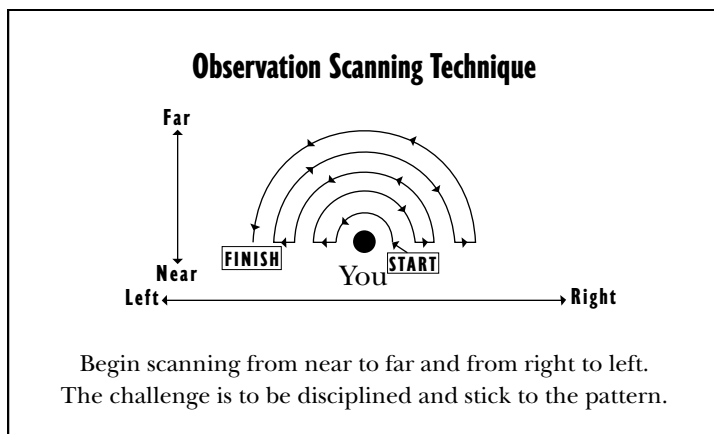 Observation Scanning Technique
Far
FINISH
START
You
Near
Left
Right
Begin scanning from near to far and from right to left.
The challenge is to be disciplined and stick to the pattern.